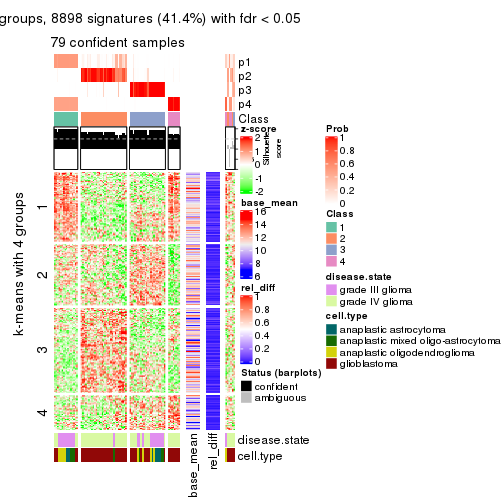 groups, 8898 signatures (41.4%) with fdr < 0.05
79 confident samples
p1
p2
p3
p4
Class
Silhouette
score
k-means with 4 groups
1
2
3
4
z-score
2
1
0
-1
-2
base_mean
16
14
12
10
8
6
rel_diff
1
0.8
0.6
0.4
0.2
0
Status (barplots)
confident
ambiguous
Prob
1
0.8
0.6
0.4
0.2
0
Class
1
2
3
4
disease.state
grade III glioma
grade IV glioma
cell.type
anaplastic astrocytoma
anaplastic mixed oligo-astrocytoma
anaplastic oligodendroglioma
glioblastoma
disease.state
cell.type
base_mean
rel_diff